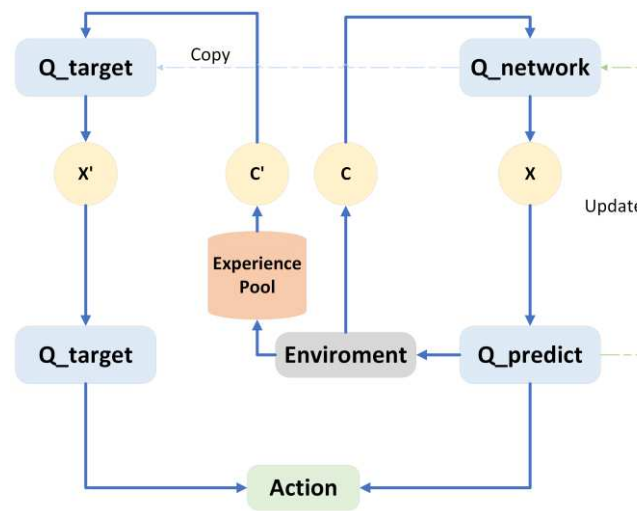 Q_target
Copy
Q_network
X'
C'
C
X
Update
Experience
Pool
Q_target
Enviroment
Q_predict
Action